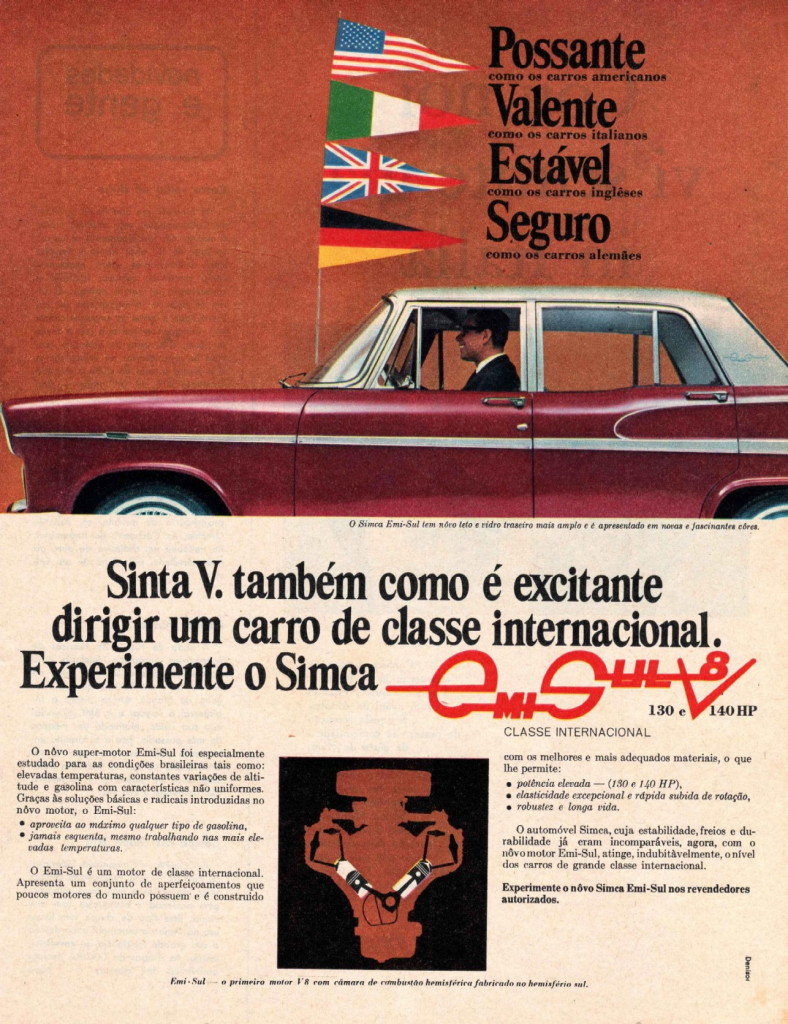 Possante
como os carros americanos
Valente
como os carros italianos
Estável
como os carros inglêses
Seguro
como os carros alemães
O Simca Emi-Sul tem nôvo teto e vidro traseiro mais amplo e é apresentado em novas e fascinantes côres.
Sinta V. também como é excitante
dirigir um carro de classe internacional.
Experimente o Simca EMI SUL V8
130 e 140 HP
CLASSE INTERNACIONAL
O nôvo super-motor Emi-Sul foi especialmente
estudado para as condições brasileiras tais como:
elevadas temperaturas, constantes variações de alti-
tude e gasolina com características não uniformes.
Graças às soluções básicas e radicais introduzidas no
nôvo motor, o Emi-Sul:
• aproveita ao máximo qualquer tipo de gasolina,
• jamais esquenta, mesmo trabalhando nas mais ele-
vadas temperaturas.
O Emi-Sul é um motor de classe internacional.
Apresenta um conjunto de aperfeiçoamentos que
poucos motores do mundo possuem e é construído
com os melhores e mais adequados materiais, o que
lhe permite:
• potência elevada — (130 e 140 HP),
• elasticidade excepcional e rápida subida de rotação,
• robustez e longa vida.
O automóvel Simca, cuja estabilidade, freios e du-
rabilidade já eram incomparáveis, agora, com o
nôvo motor Emi-Sul, atinge, indubitàvelmente, o nível
dos carros de grande classe internacional.
Experimente o nôvo Simca Emi-Sul nos revendedores
autorizados.
Emi-Sul — o primeiro motor V8 com câmara de combustão hemisférica fabricado no hemisfério sul.
Denison